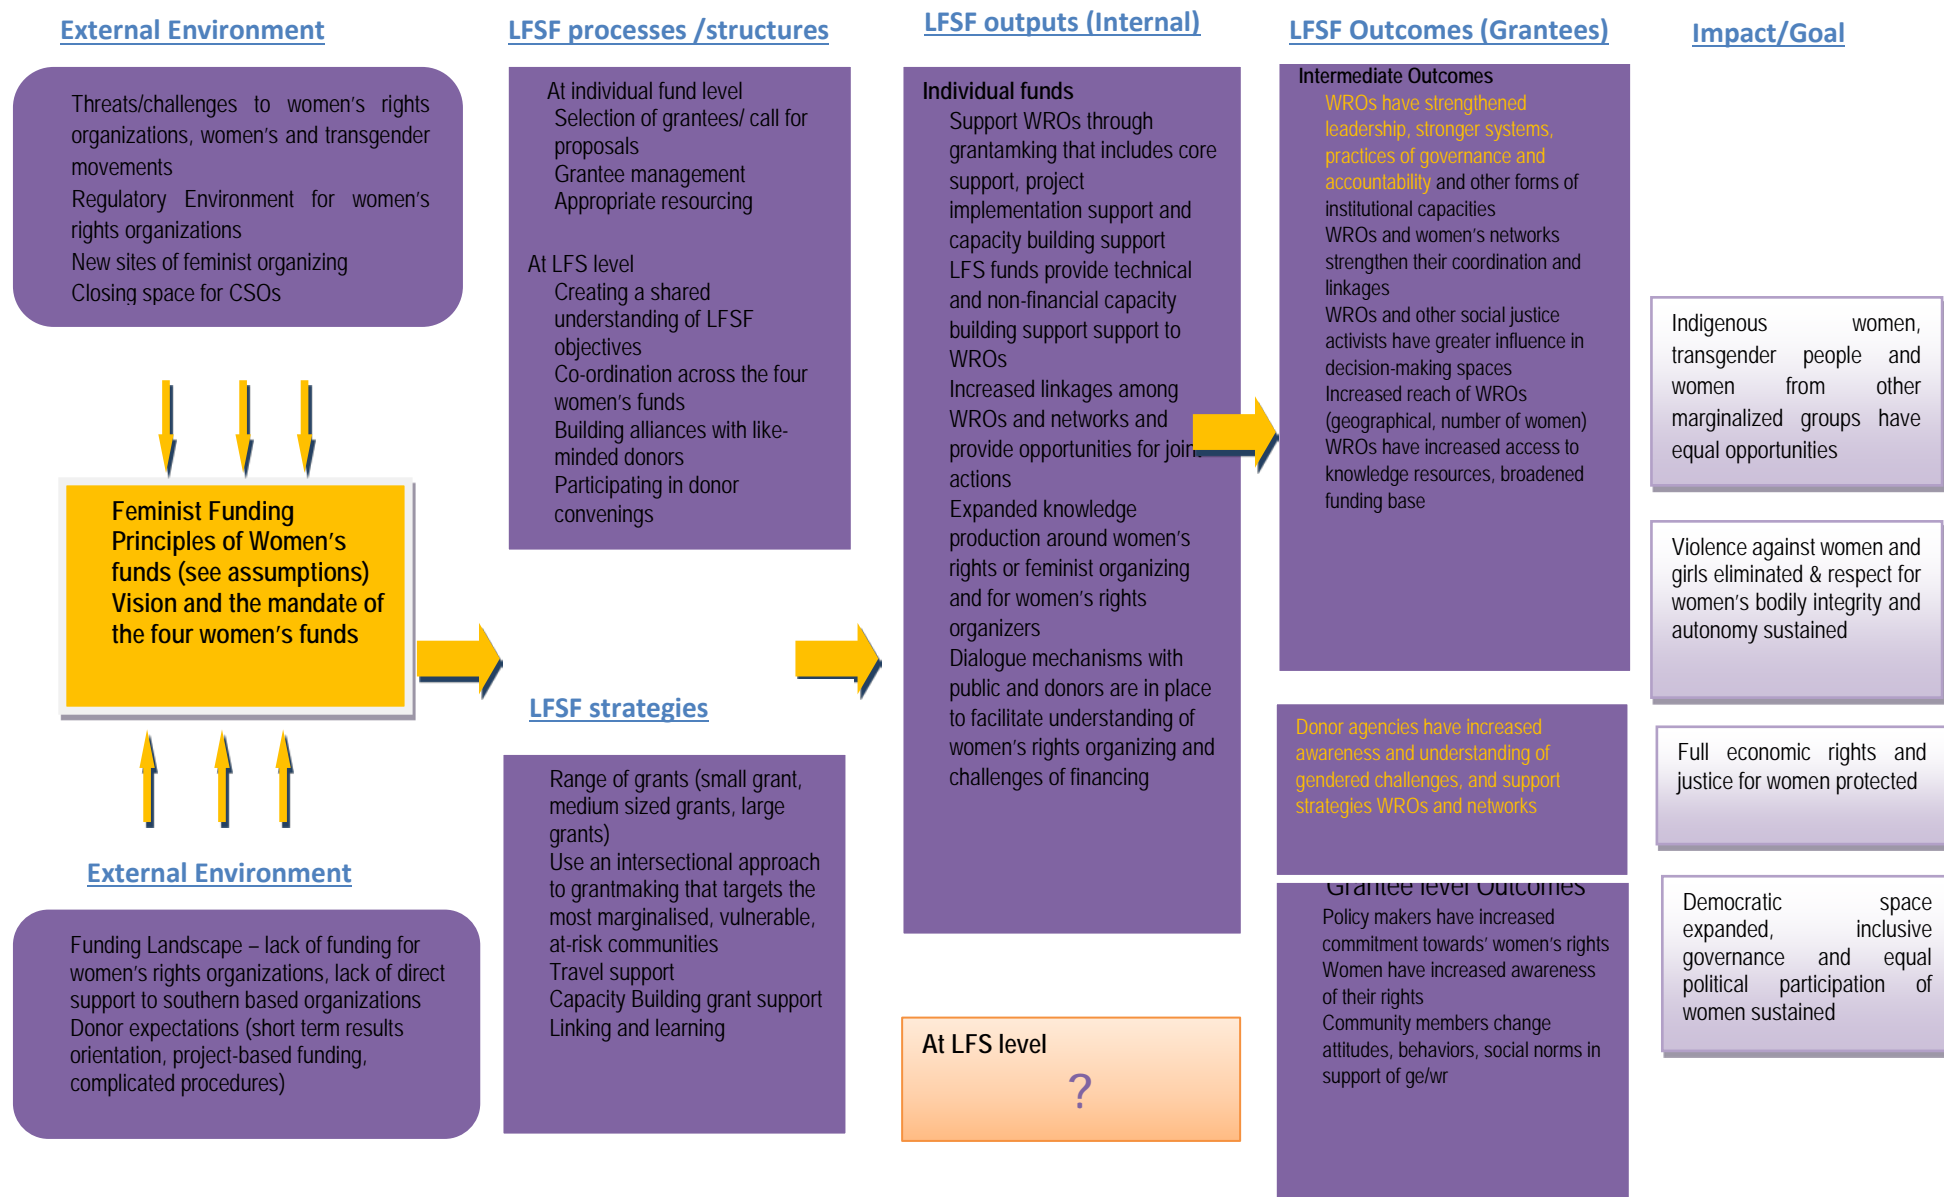 External Environment
Threats/challenges to women's rights
organizations, women's and transgender
movements
Regulatory Environment for women's
rights organizations
New sites of feminist organizing
Closing space for CSOs
Feminist Funding
Principles of Women's
funds (see assumptions)
Vision and the mandate of
the four women's funds
External Environment
Funding Landscape – lack of funding for
women's rights organizations, lack of direct
support to southern based organizations
Donor expectations (short term results
orientation, project-based funding,
complicated procedures)
LFSF processes /structures
At individual fund level
Selection of grantees/ call for
proposals
Grantee management
Appropriate resourcing
At LFS level
Creating a shared
understanding of LFSF
objectives
Co-ordination across the four
women's funds
Building alliances with like-
minded donors
Participating in donor
convenings
LFSF strategies
Range of grants (small grant,
medium sized grants, large
grants)
Use an intersectional approach
to grantmaking that targets the
most marginalised, vulnerable,
at-risk communities
Travel support
Capacity Building grant support
Linking and learning
LFSF outputs (Internal)
Individual funds
Support WROs through
grantamking that includes core
support, project
implementation support and
capacity building support
LFS funds provide technical
and non-financial capacity
building support support to
WROs
Increased linkages among
WROs and networks and
provide opportunities for joint
actions
Expanded knowledge
production around women's
rights or feminist organizing
and for women's rights
organizers
Dialogue mechanisms with
public and donors are in place
to facilitate understanding of
women's rights organizing and
challenges of financing
At LFS level
?
LFSF Outcomes (Grantees)
Intermediate Outcomes
WROs have strengthened
leadership, stronger systems,
practices of governance and
accountability and other forms of
institutional capacities
WROs and women's networks
strengthen their coordination and
linkages
WROs and other social justice
activists have greater influence in
decision-making spaces
Increased reach of WROs
(geographical, number of women)
WROs have increased access to
knowledge resources, broadened
funding base
Donor agencies have increased
awareness and understanding of
gendered challenges, and support
strategies WROs and networks
Grantee level Outcomes
Policy makers have increased
commitment towards' women's rights
Women have increased awareness
of their rights
Community members change
attitudes, behaviors, social norms in
support of ge/wr
Impact/Goal
Indigenous women,
transgender people and
women from other
marginalized groups have
equal opportunities
Violence against women and
girls eliminated & respect for
women's bodily integrity and
autonomy sustained
Full economic rights and
justice for women protected
Democratic space
expanded, inclusive
governance and equal
political participation of
women sustained